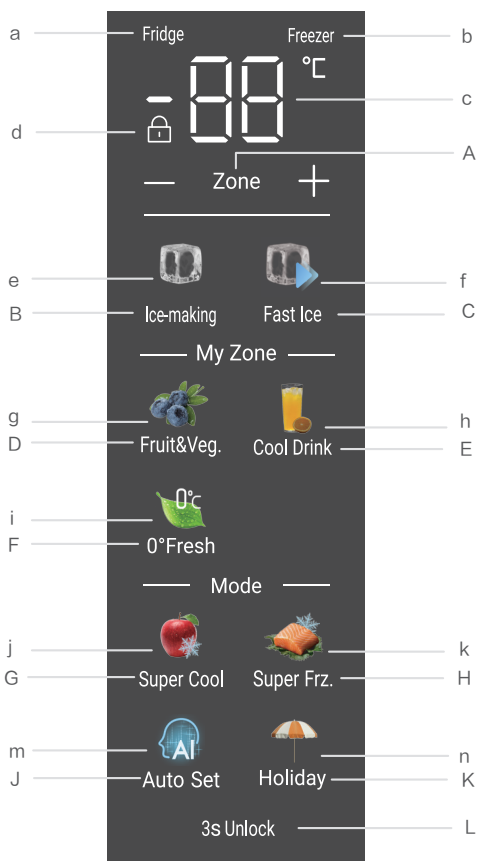 a Fridge Freezer b
-88 °C c
d
A
— Zone +
e f
B Ice-making Fast Ice C
My Zone
g h
D Fruit&Veg. Cool Drink E
0°c
i
F 0°Fresh
Mode
j k
G Super Cool Super Frz. H
AI
m n
J Auto Set Holiday K
3s Unlock L